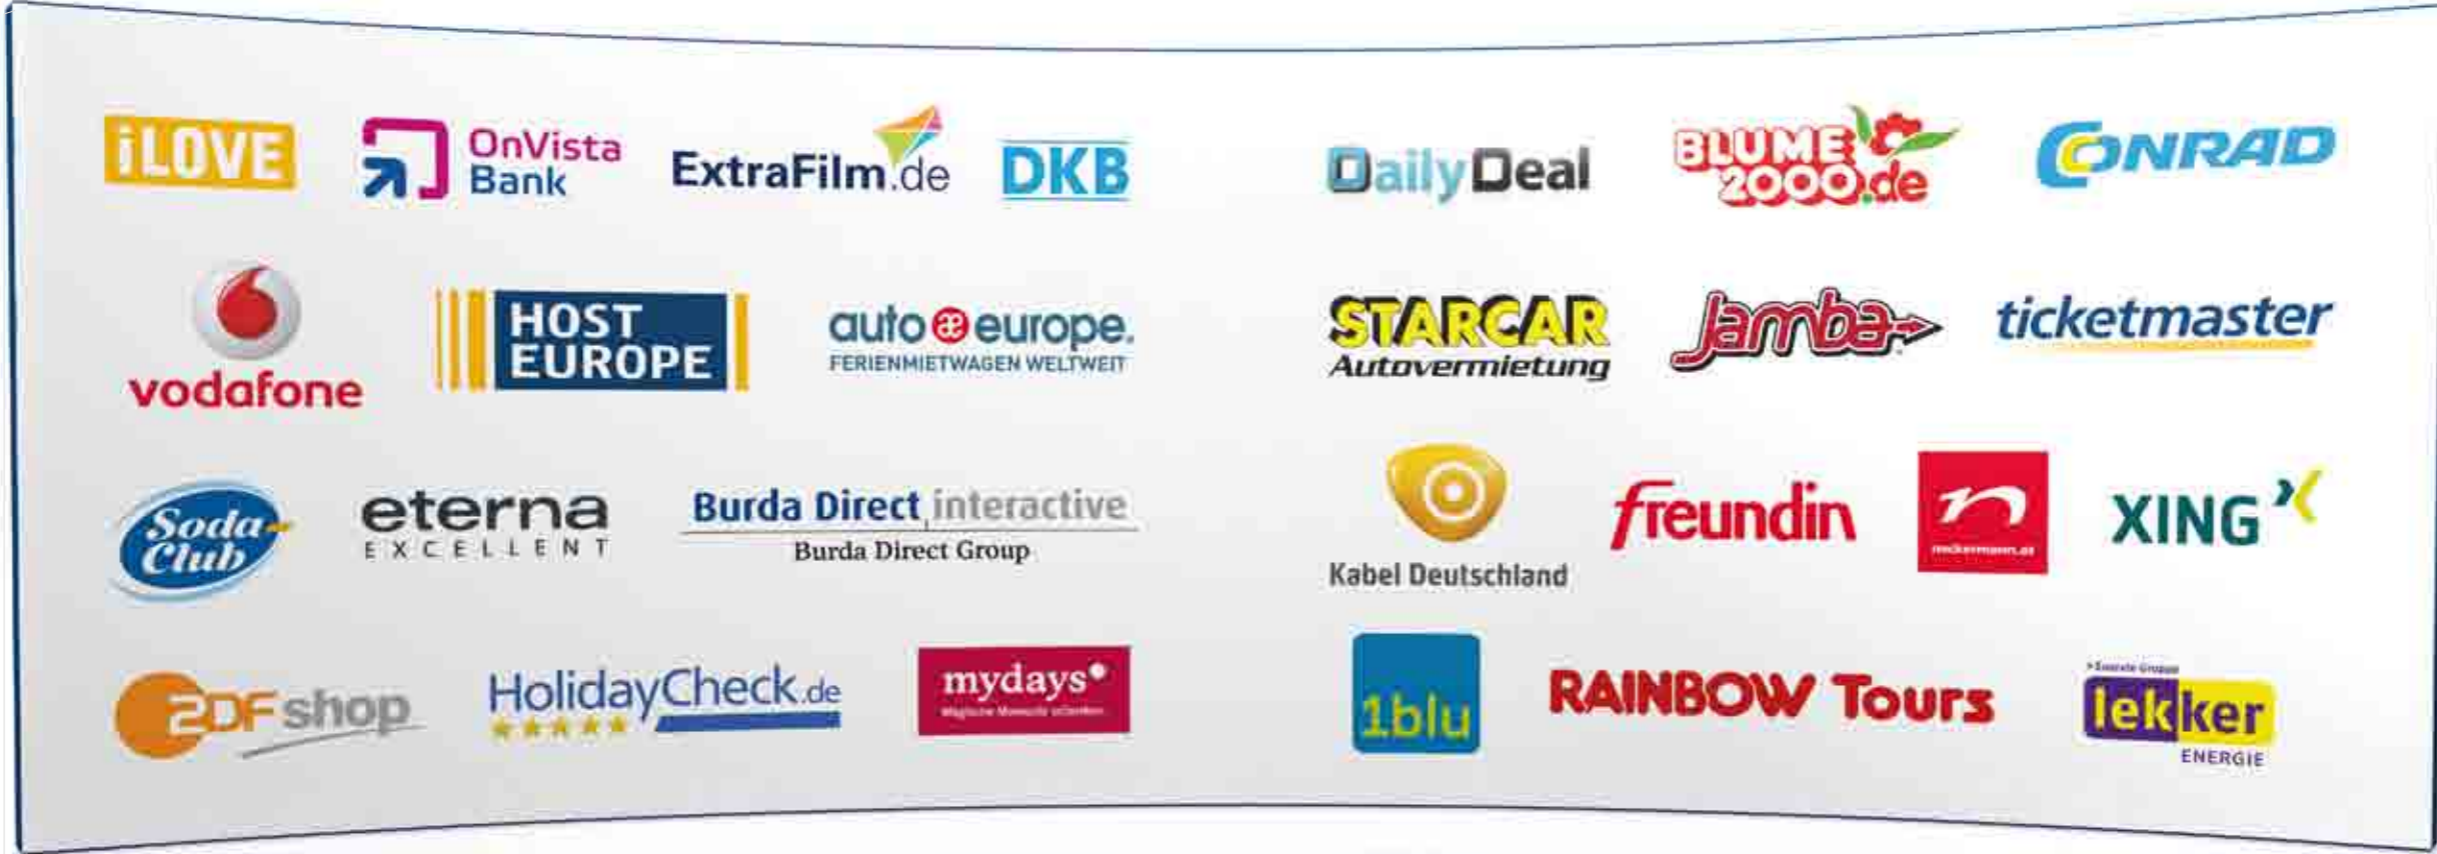 iLOVE
OnVista
Bank
ExtraFilm.de
DKB
DailyDeal
BLUME
2000.de
CONRAD
vodafone
HOST
EUROPE
auto æ europe.
FERIENMIETWAGEN WELTWEIT
STARCAR
Autovermietung
Jamba
ticketmaster
Soda-
Club
eterna
EXCELLENT
Burda Direct interactive
Burda Direct Group
Kabel Deutschland
freundin
n
neckermann.de
XING
ZDFshop
HolidayCheck.de
mydays
1blu
RAINBOW Tours
lekker
ENERGIE